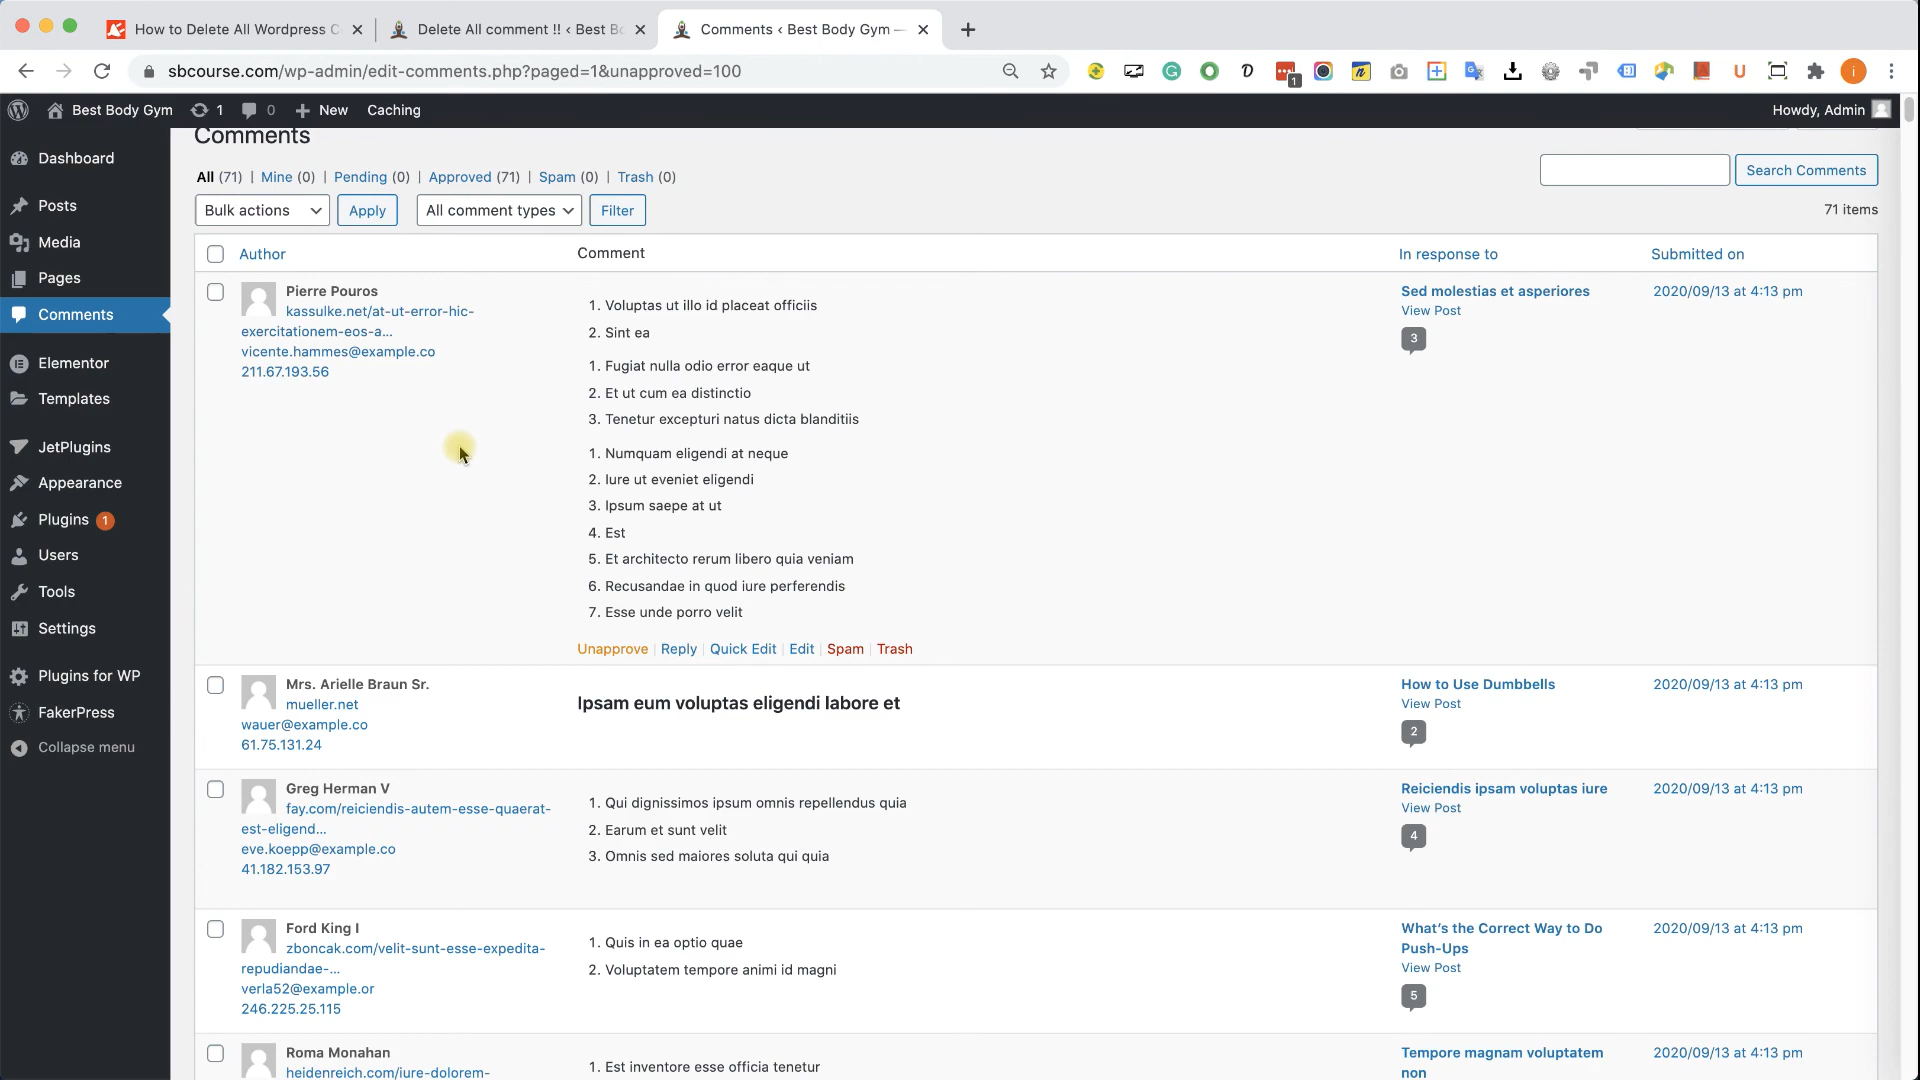 How to Delete All Wordpress C
Delete All comment !! ‹ Best Bo
Comments ‹ Best Body Gym —
sbcourse.com/wp-admin/edit-comments.php?paged=1&unapproved=100
1
Best Body Gym
1
0
New
Caching
Howdy, Admin
Dashboard
Posts
Media
Pages
Comments
Elementor
Templates
JetPlugins
Appearance
Plugins 1
Users
Tools
Settings
Plugins for WP
FakerPress
Collapse menu
Comments
All (71) | Mine (0) | Pending (0) | Approved (71) | Spam (0) | Trash (0)
Search Comments
Bulk actions
Apply
All comment types
Filter
71 items
Author
Comment
In response to
Submitted on
Pierre Pouros
kassulke.net/at-ut-error-hic-
exercitationem-eos-a...
vicente.hammes@example.co
211.67.193.56
1. Voluptas ut illo id placeat officiis
2. Sint ea
1. Fugiat nulla odio error eaque ut
2. Et ut cum ea distinctio
3. Tenetur excepturi natus dicta blanditiis
1. Numquam eligendi at neque
2. Iure ut eveniet eligendi
3. Ipsum saepe at ut
4. Est
5. Et architecto rerum libero quia veniam
6. Recusandae in quod iure perferendis
7. Esse unde porro velit
Unapprove | Reply | Quick Edit | Edit | Spam | Trash
Sed molestias et asperiores
View Post
3
2020/09/13 at 4:13 pm
Mrs. Arielle Braun Sr.
mueller.net
wauer@example.co
61.75.131.24
Ipsam eum voluptas eligendi labore et
How to Use Dumbbells
View Post
2
2020/09/13 at 4:13 pm
Greg Herman V
fay.com/reiciendis-autem-esse-quaerat-
est-eligend...
eve.koepp@example.co
41.182.153.97
1. Qui dignissimos ipsum omnis repellendus quia
2. Earum et sunt velit
3. Omnis sed maiores soluta qui quia
Reiciendis ipsam voluptas iure
View Post
4
2020/09/13 at 4:13 pm
Ford King I
zboncak.com/velit-sunt-esse-expedita-
repudiandae-...
verla52@example.or
246.225.25.115
1. Quis in ea optio quae
2. Voluptatem tempore animi id magni
What's the Correct Way to Do
Push-Ups
View Post
5
2020/09/13 at 4:13 pm
Roma Monahan
heidenreich.com/iure-dolorem-
1. Est inventore esse officia tenetur
Tempore magnam voluptatem
non
2020/09/13 at 4:13 pm